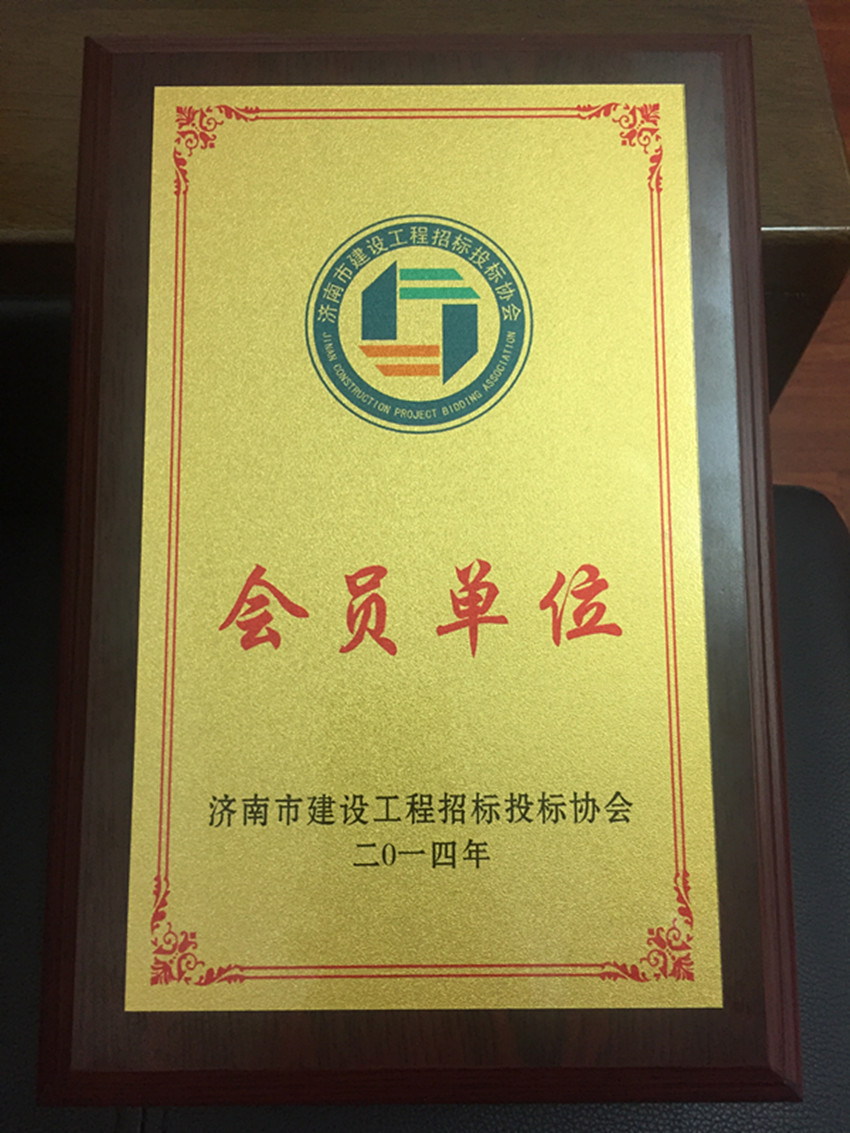 济南市建设工程招标投标协会
JINAN CONSTRUCTION PROJECT BIDDING ASSOCIATION
会员单位
济南市建设工程招标投标协会
二0一四年